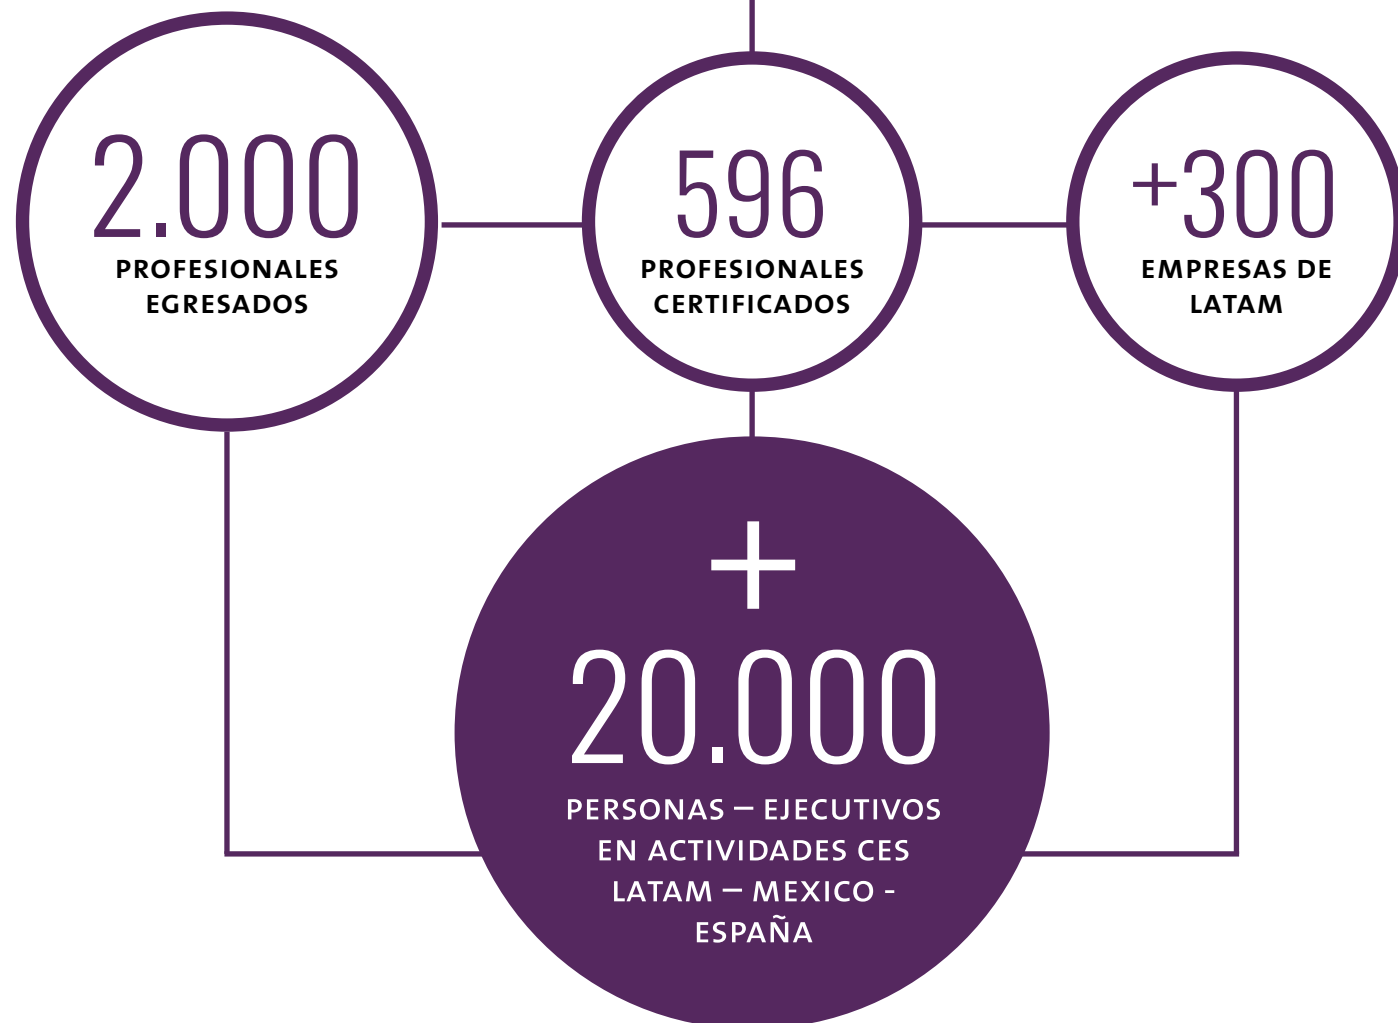 2.000
PROFESIONALES
EGRESADOS
596
PROFESIONALES
CERTIFICADOS
+300
EMPRESAS DE
LATAM
+
20.000
PERSONAS – EJECUTIVOS
EN ACTIVIDADES CES
LATAM – MEXICO -
ESPAÑA